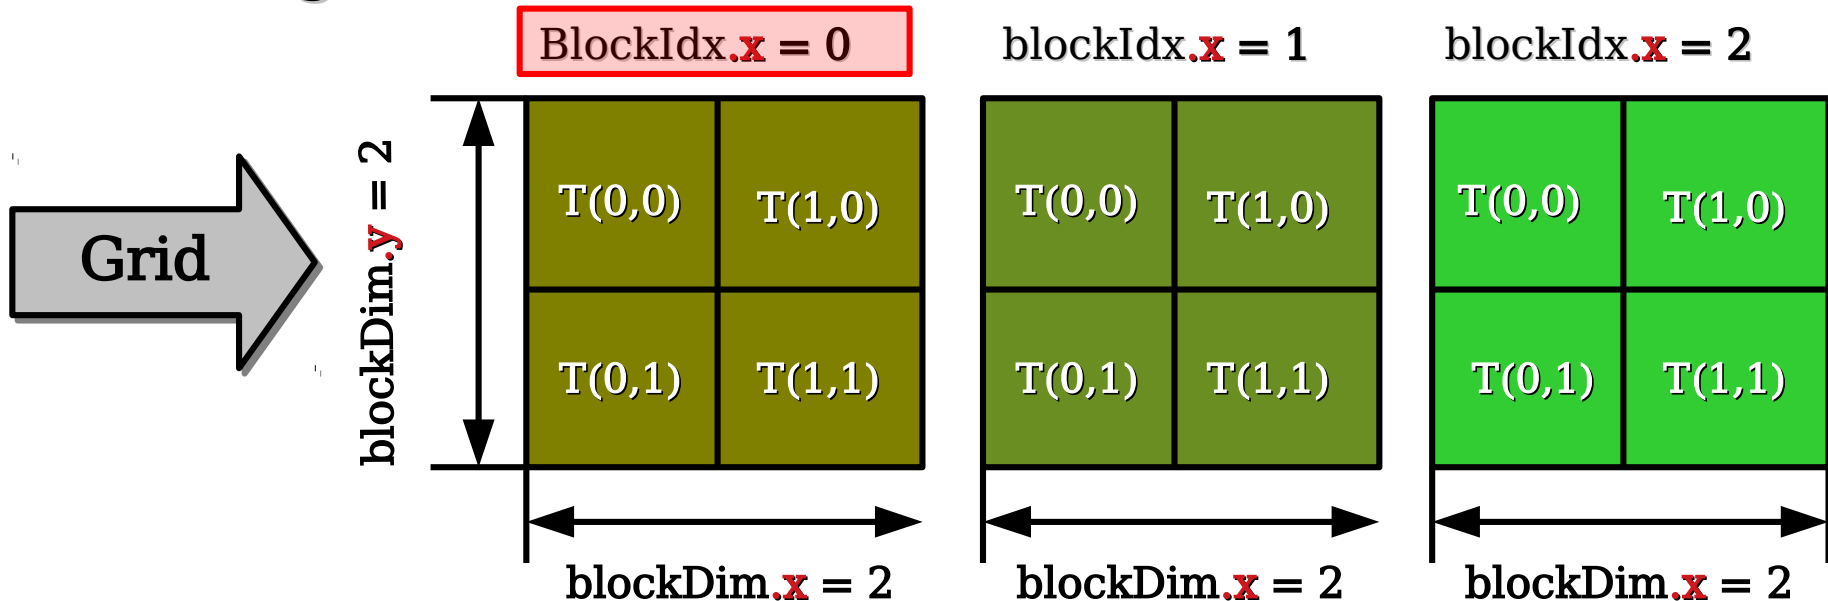 BlockIdx.x = 0
blockIdx.x = 1
blockIdx.x = 2
Grid
blockDim.y = 2
T(0,0) T(1,0)
T(0,1) T(1,1)
T(0,0) T(1,0)
T(0,1) T(1,1)
T(0,0) T(1,0)
T(0,1) T(1,1)
blockDim.x = 2
blockDim.x = 2
blockDim.x = 2